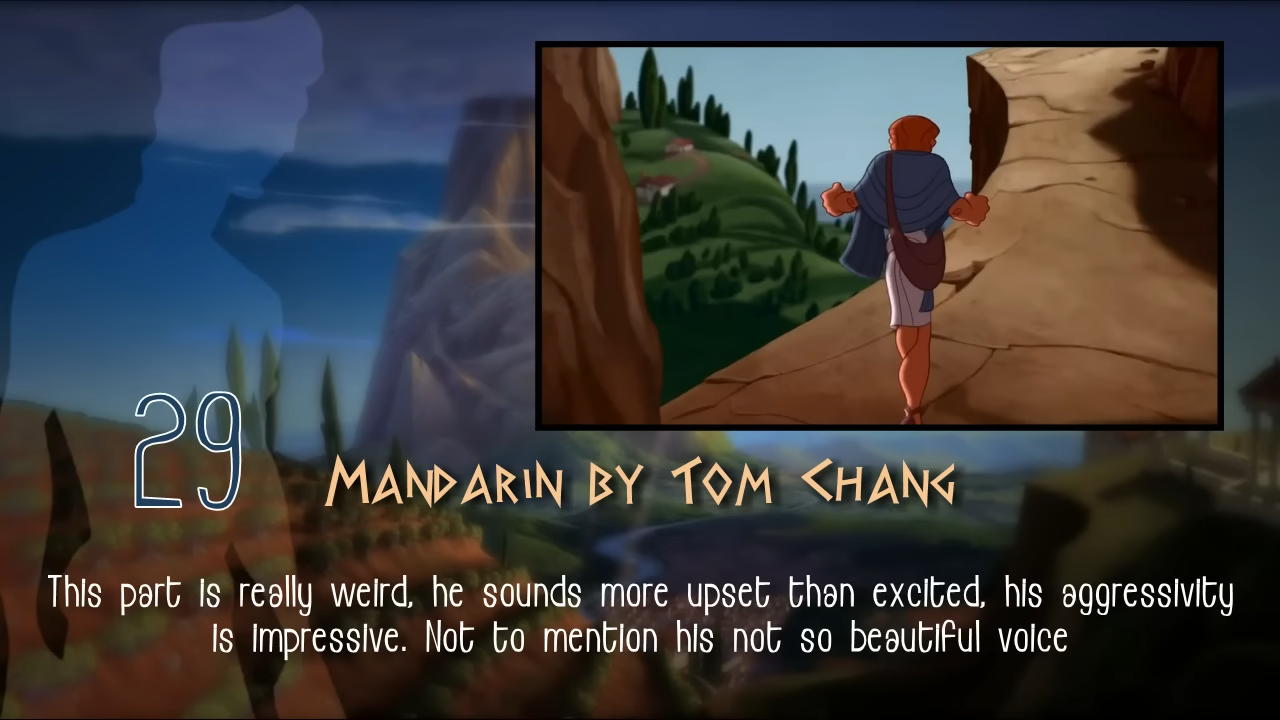 29
Mandarin by Tom Chang
This part is really weird, he sounds more upset than excited, his aggressivity
is impressive. Not to mention his not so beautiful voice